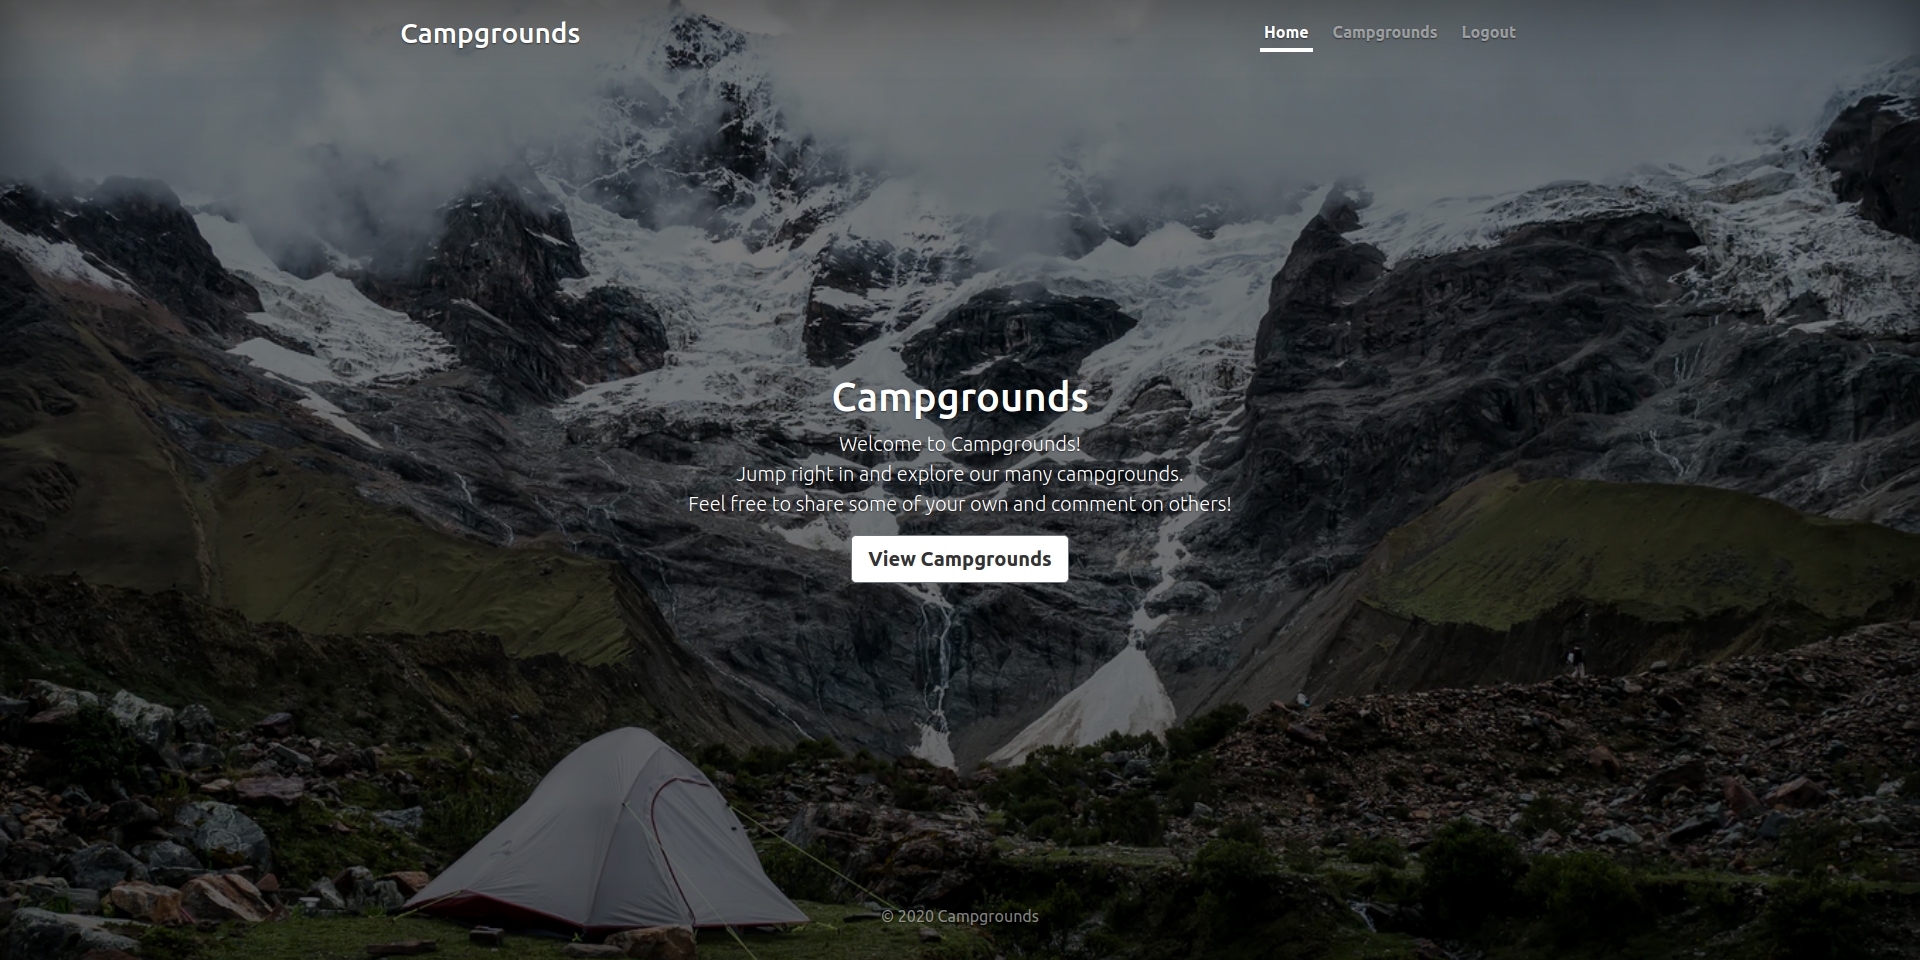 Campgrounds
Home Campgrounds Logout
Campgrounds
Welcome to Campgrounds!
Jump right in and explore our many campgrounds.
Feel free to share some of your own and comment on others!
View Campgrounds
© 2020 Campgrounds